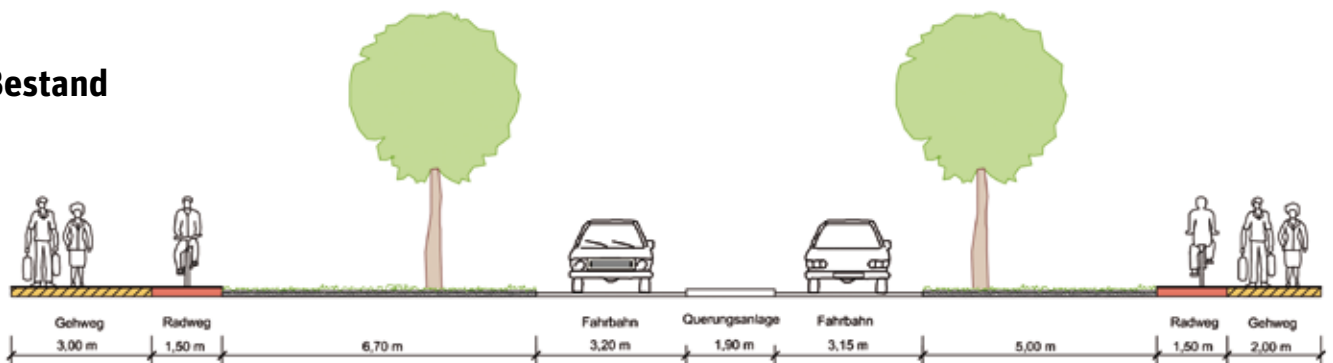 Bestand
Gehweg Radweg Fahrbahn Querungsanlage Fahrbahn Radweg Gehweg
3,00 m 1,50 m 6,70 m 3,20 m 1,90 m 3,15 m 5,00 m 1,50 m 2,00 m